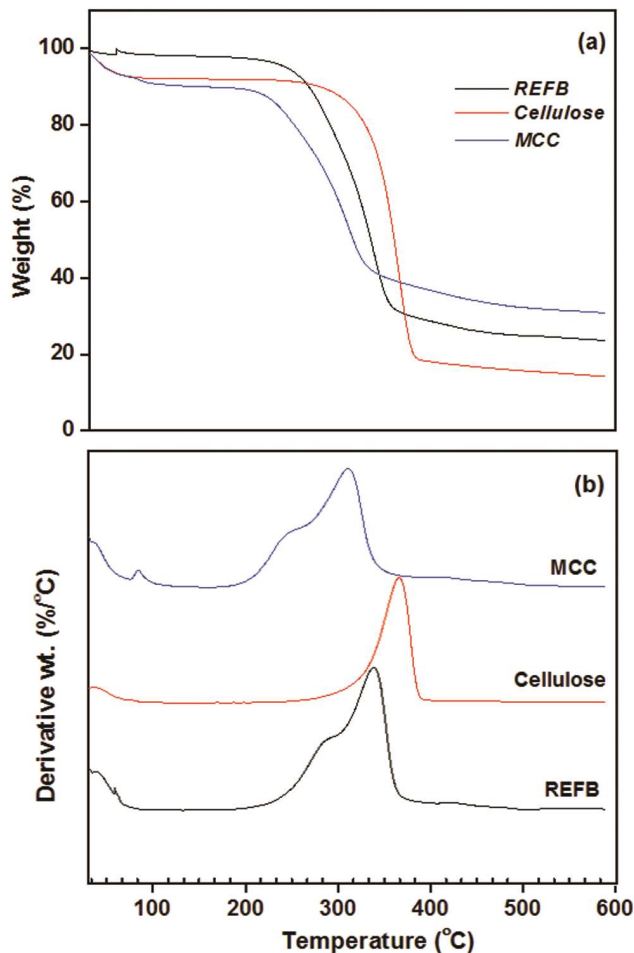 (a)
100
80
60
40
20
0
Weight (%)
REFB
Cellulose
MCC
(b)
MCC
Cellulose
REFB
Derivative wt. (%/°C)
100 200 300 400 500 600
Temperature (°C)